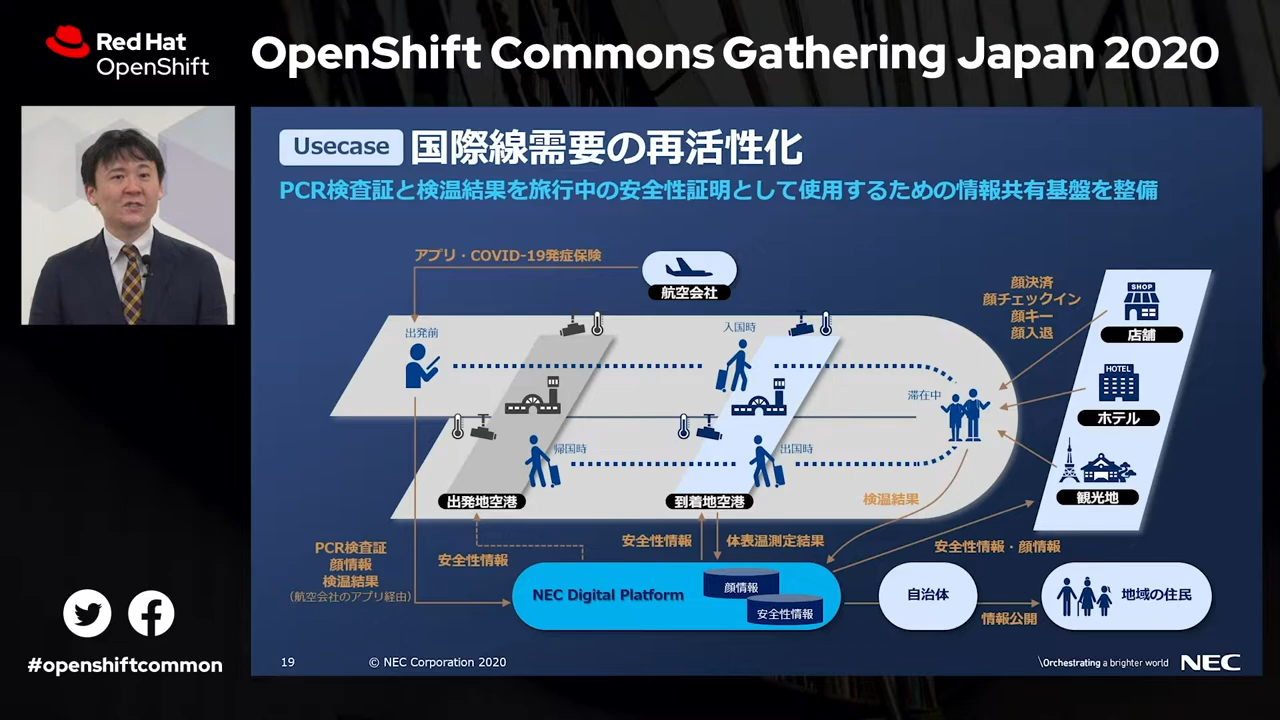 Red Hat
OpenShift
OpenShift Commons Gathering Japan 2020
Usecase 国際線需要の再活性化
PCR検査証と検温結果を旅行中の安全性証明として使用するための情報共有基盤を整備
アプリ・COVID-19発症保険
航空会社
顔決済
顔チェックイン
顔キー
顔入退
SHOP
店舗
出発前
入国時
HOTEL
ホテル
滞在中
帰国時
出国時
観光地
出発地空港
到着地空港
検温結果
PCR検査証
顔情報
検温結果
(航空会社のアプリ経由)
安全性情報
安全性情報
体表温測定結果
安全性情報・顔情報
NEC Digital Platform
顔情報
安全性情報
自治体
情報公開
地域の住民
#openshiftcommon
19
© NEC Corporation 2020
\Orchestrating a brighter world
NEC